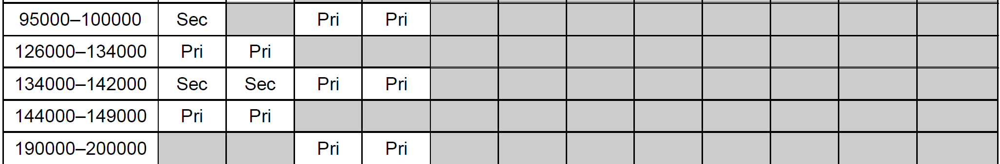 95000–100000 Sec Pri Pri
126000–134000 Pri Pri
134000–142000 Sec Sec Pri Pri
144000–149000 Pri Pri
190000–200000 Pri Pri